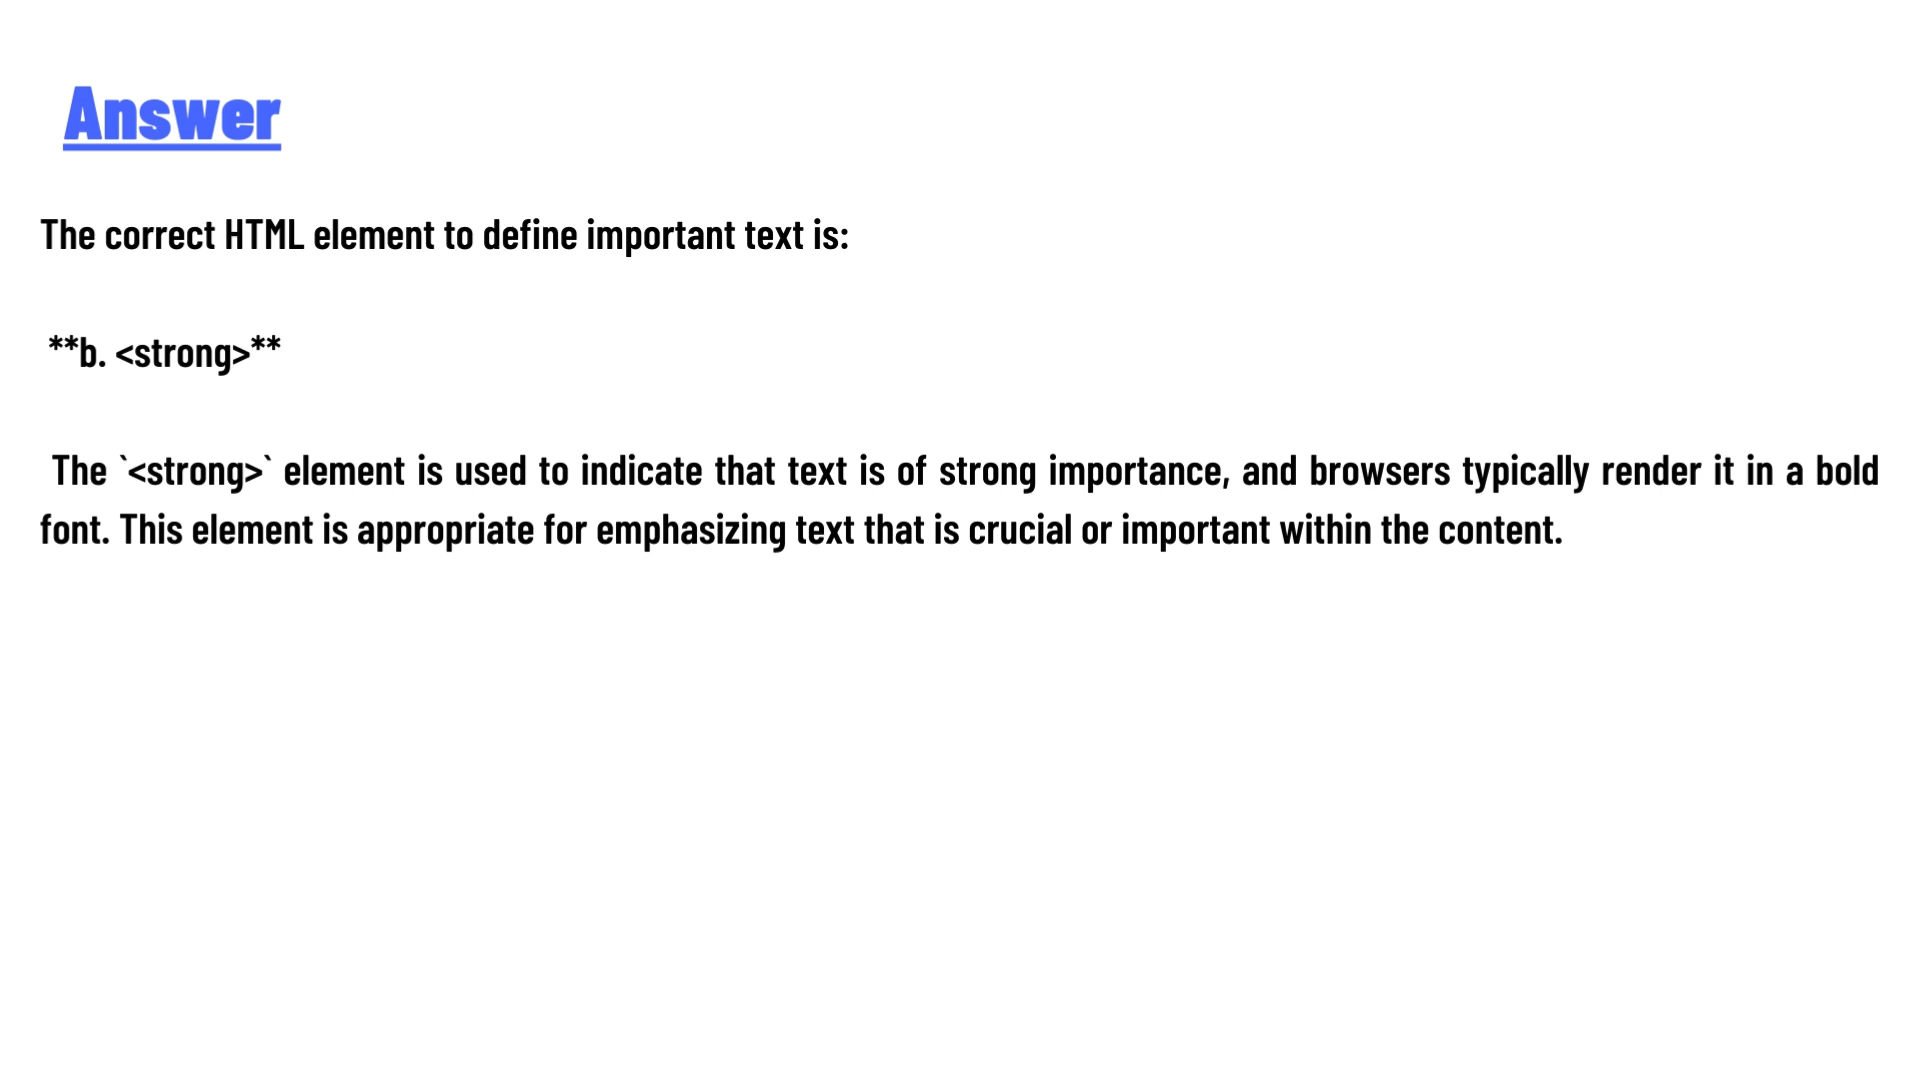 Answer
The correct HTML element to define important text is:
**b. <strong>**
The `<strong>` element is used to indicate that text is of strong importance, and browsers typically render it in a bold
font. This element is appropriate for emphasizing text that is crucial or important within the content.